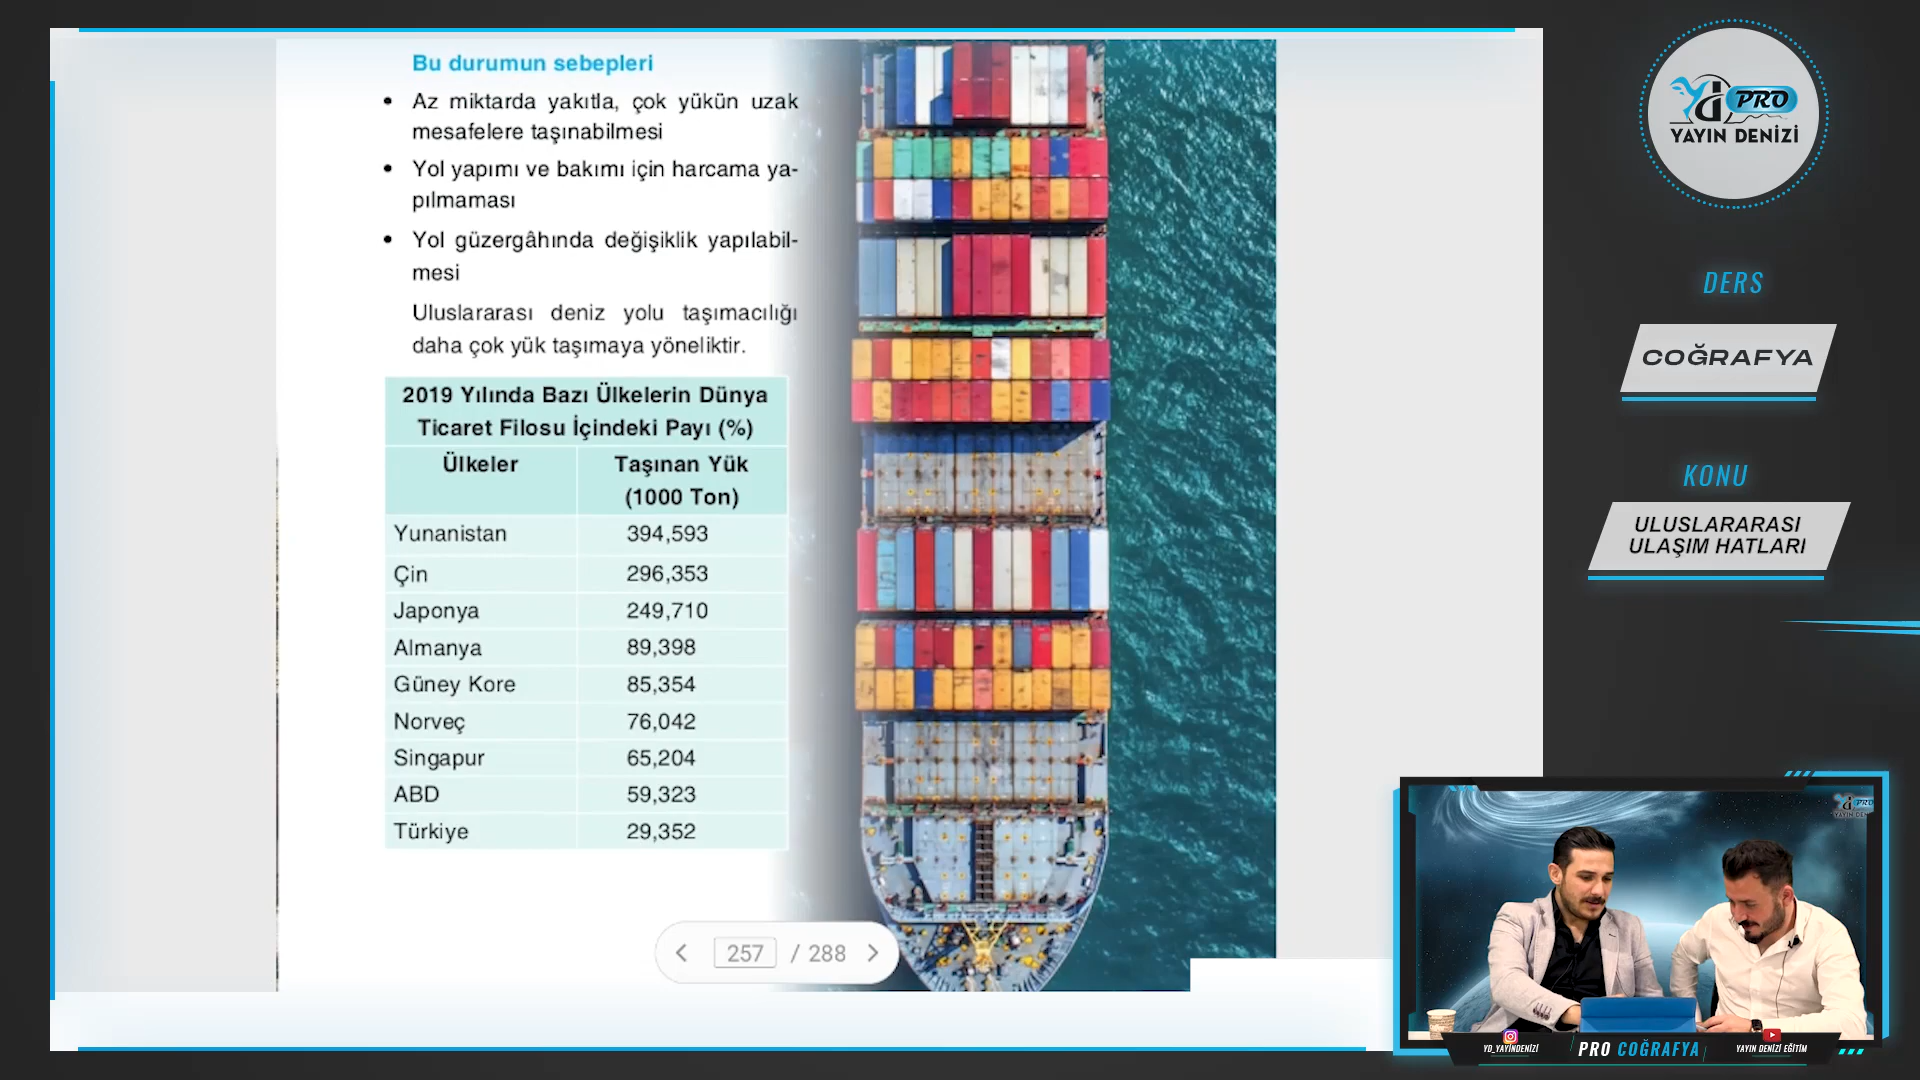 Bu durumun sebepleri
• Az miktarda yakıtla, çok yükün uzak
mesafelere taşınabilmesi
• Yol yapımı ve bakımı için harcama ya-
pılmaması
• Yol güzergâhında değişiklik yapılabil-
mesi
Uluslararası deniz yolu taşımacılığı
daha çok yük taşımaya yöneliktir.
2019 Yılında Bazı Ülkelerin Dünya
Ticaret Filosu İçindeki Payı (%)
Ülkeler Taşınan Yük
(1000 Ton)
Yunanistan 394,593
Çin 296,353
Japonya 249,710
Almanya 89,398
Güney Kore 85,354
Norveç 76,042
Singapur 65,204
ABD 59,323
Türkiye 29,352
257 / 288
yd PRO
YAYIN DENİZİ
DERS
COĞRAFYA
KONU
ULUSLARARASI
ULAŞIM HATLARI
PRO
YD_YAYINDENIZI
PRO COĞRAFYA
YAYIN DENİZİ EĞİTİM